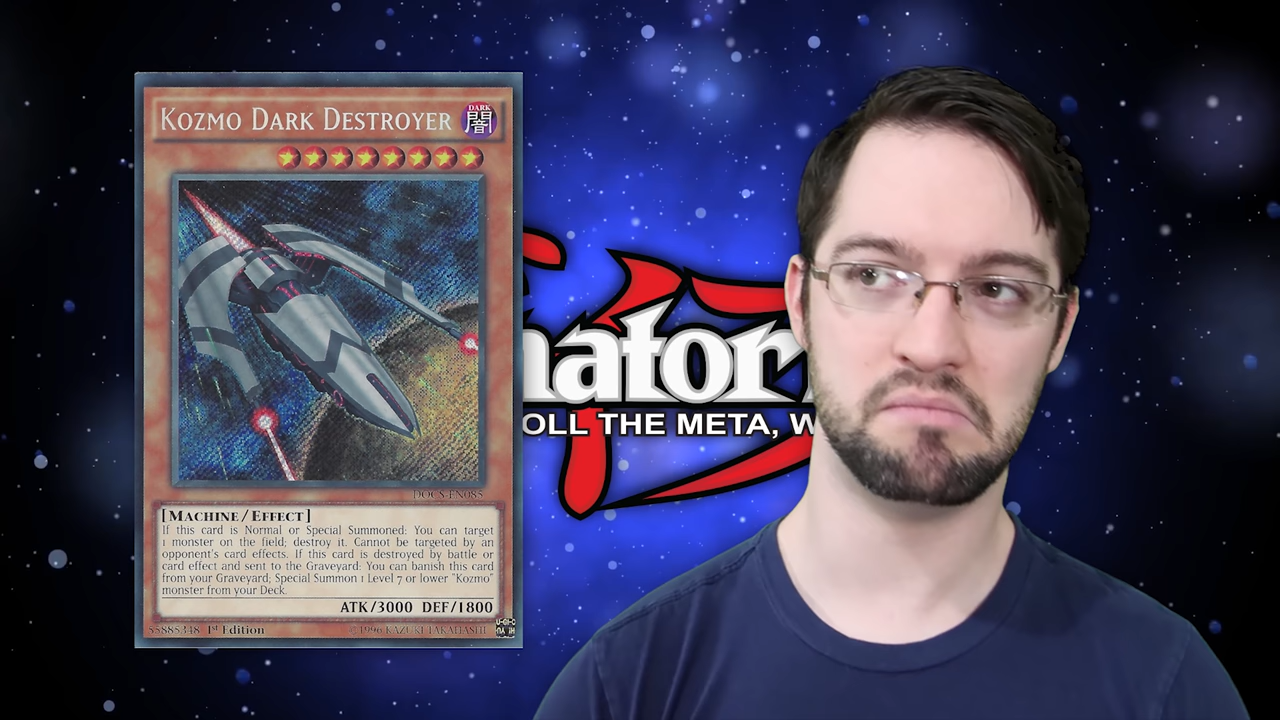 KOZMO DARK DESTROYER
DARK
闇
DOCS-EN085
[MACHINE/EFFECT]
If this card is Normal or Special Summoned: You can target
1 monster on the field; destroy it. Cannot be targeted by an
opponent's card effects. If this card is destroyed by battle or
card effect and sent to the Graveyard: You can banish this card
from your Graveyard; Special Summon 1 Level 7 or lower "Kozmo"
monster from your Deck.
ATK/3000 DEF/1800
55885348 1st Edition
©1996 KAZUKI TAKAHASHI
nator
OLL THE META, W